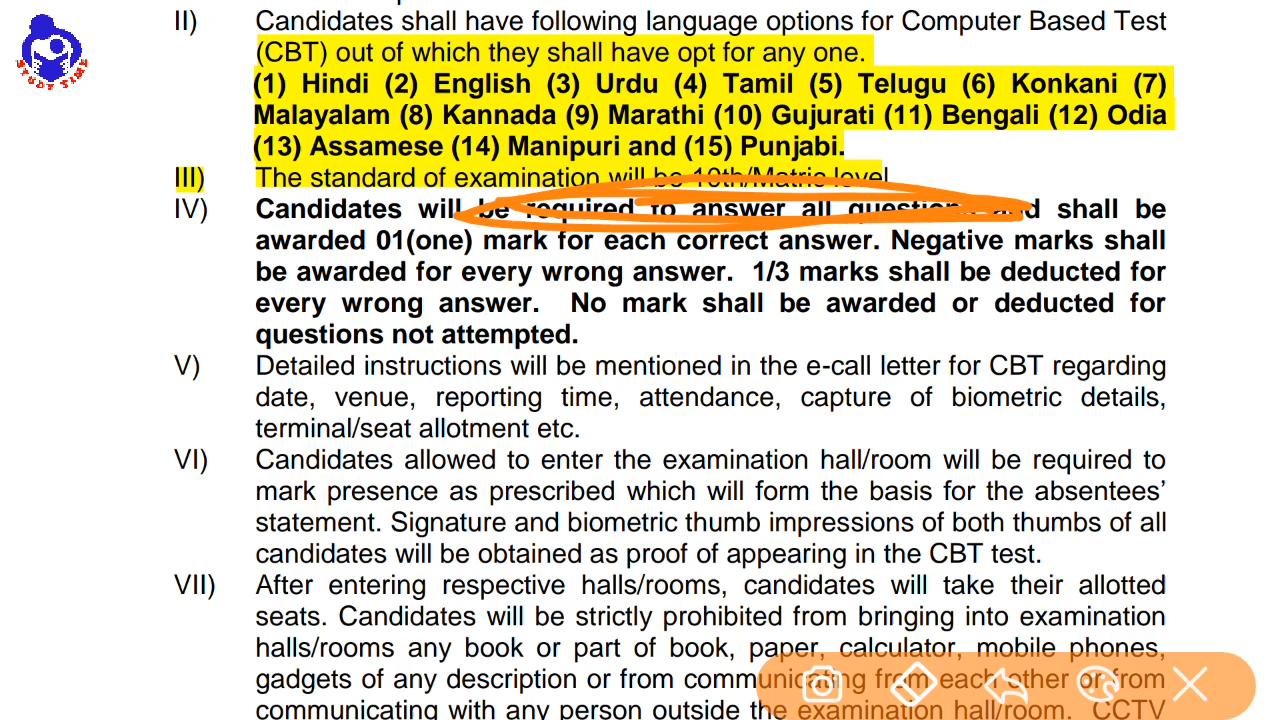 II) Candidates shall have following language options for Computer Based Test
(CBT) out of which they shall have opt for any one.
(1) Hindi (2) English (3) Urdu (4) Tamil (5) Telugu (6) Konkani (7)
Malayalam (8) Kannada (9) Marathi (10) Gujurati (11) Bengali (12) Odia
(13) Assamese (14) Manipuri and (15) Punjabi.
III) The standard of examination will be 10th/Matric level
IV) Candidates will be required to answer all questions and shall be
awarded 01(one) mark for each correct answer. Negative marks shall
be awarded for every wrong answer. 1/3 marks shall be deducted for
every wrong answer. No mark shall be awarded or deducted for
questions not attempted.
V) Detailed instructions will be mentioned in the e-call letter for CBT regarding
date, venue, reporting time, attendance, capture of biometric details,
terminal/seat allotment etc.
VI) Candidates allowed to enter the examination hall/room will be required to
mark presence as prescribed which will form the basis for the absentees’
statement. Signature and biometric thumb impressions of both thumbs of all
candidates will be obtained as proof of appearing in the CBT test.
VII) After entering respective halls/rooms, candidates will take their allotted
seats. Candidates will be strictly prohibited from bringing into examination
halls/rooms any book or part of book, paper, calculator, mobile phones,
gadgets of any description or from communicating from each other or from
communicating with any person outside the examination hall/room. CCTV
STUDY TIME